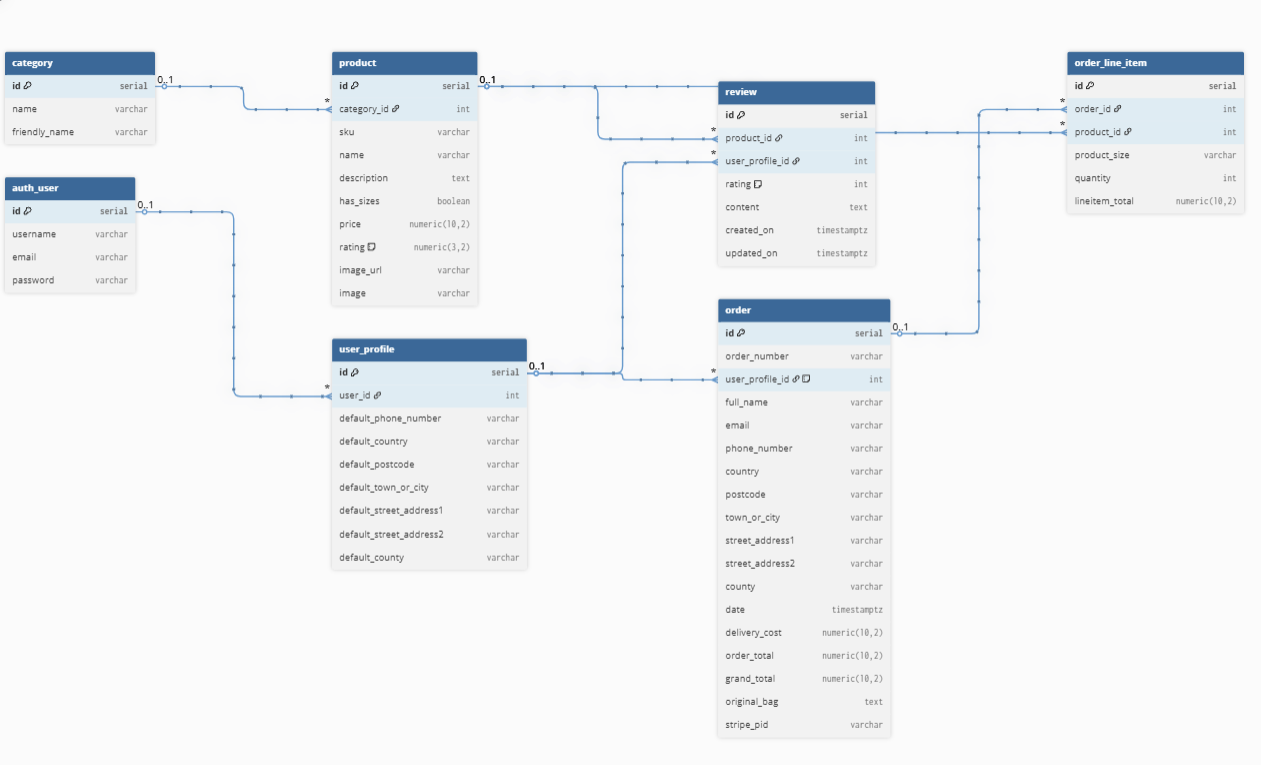 category
id serial
name varchar
friendly_name varchar
0..1
*
auth_user
id serial
username varchar
email varchar
password varchar
0..1
*
product
id serial
category_id int
sku varchar
name varchar
description text
has_sizes boolean
price numeric(10,2)
rating numeric(3,2)
image_url varchar
image varchar
0..1
*
*
user_profile
id serial
user_id int
default_phone_number varchar
default_country varchar
default_postcode varchar
default_town_or_city varchar
default_street_address1 varchar
default_street_address2 varchar
default_county varchar
0..1
*
review
id serial
product_id int
user_profile_id int
rating int
content text
created_on timestamptz
updated_on timestamptz
order
id serial
order_number varchar
user_profile_id int
full_name varchar
email varchar
phone_number varchar
country varchar
postcode varchar
town_or_city varchar
street_address1 varchar
street_address2 varchar
county varchar
date timestamptz
delivery_cost numeric(10,2)
order_total numeric(10,2)
grand_total numeric(10,2)
original_bag text
stripe_pid varchar
0..1
*
*
order_line_item
id serial
order_id int
product_id int
product_size varchar
quantity int
lineitem_total numeric(10,2)